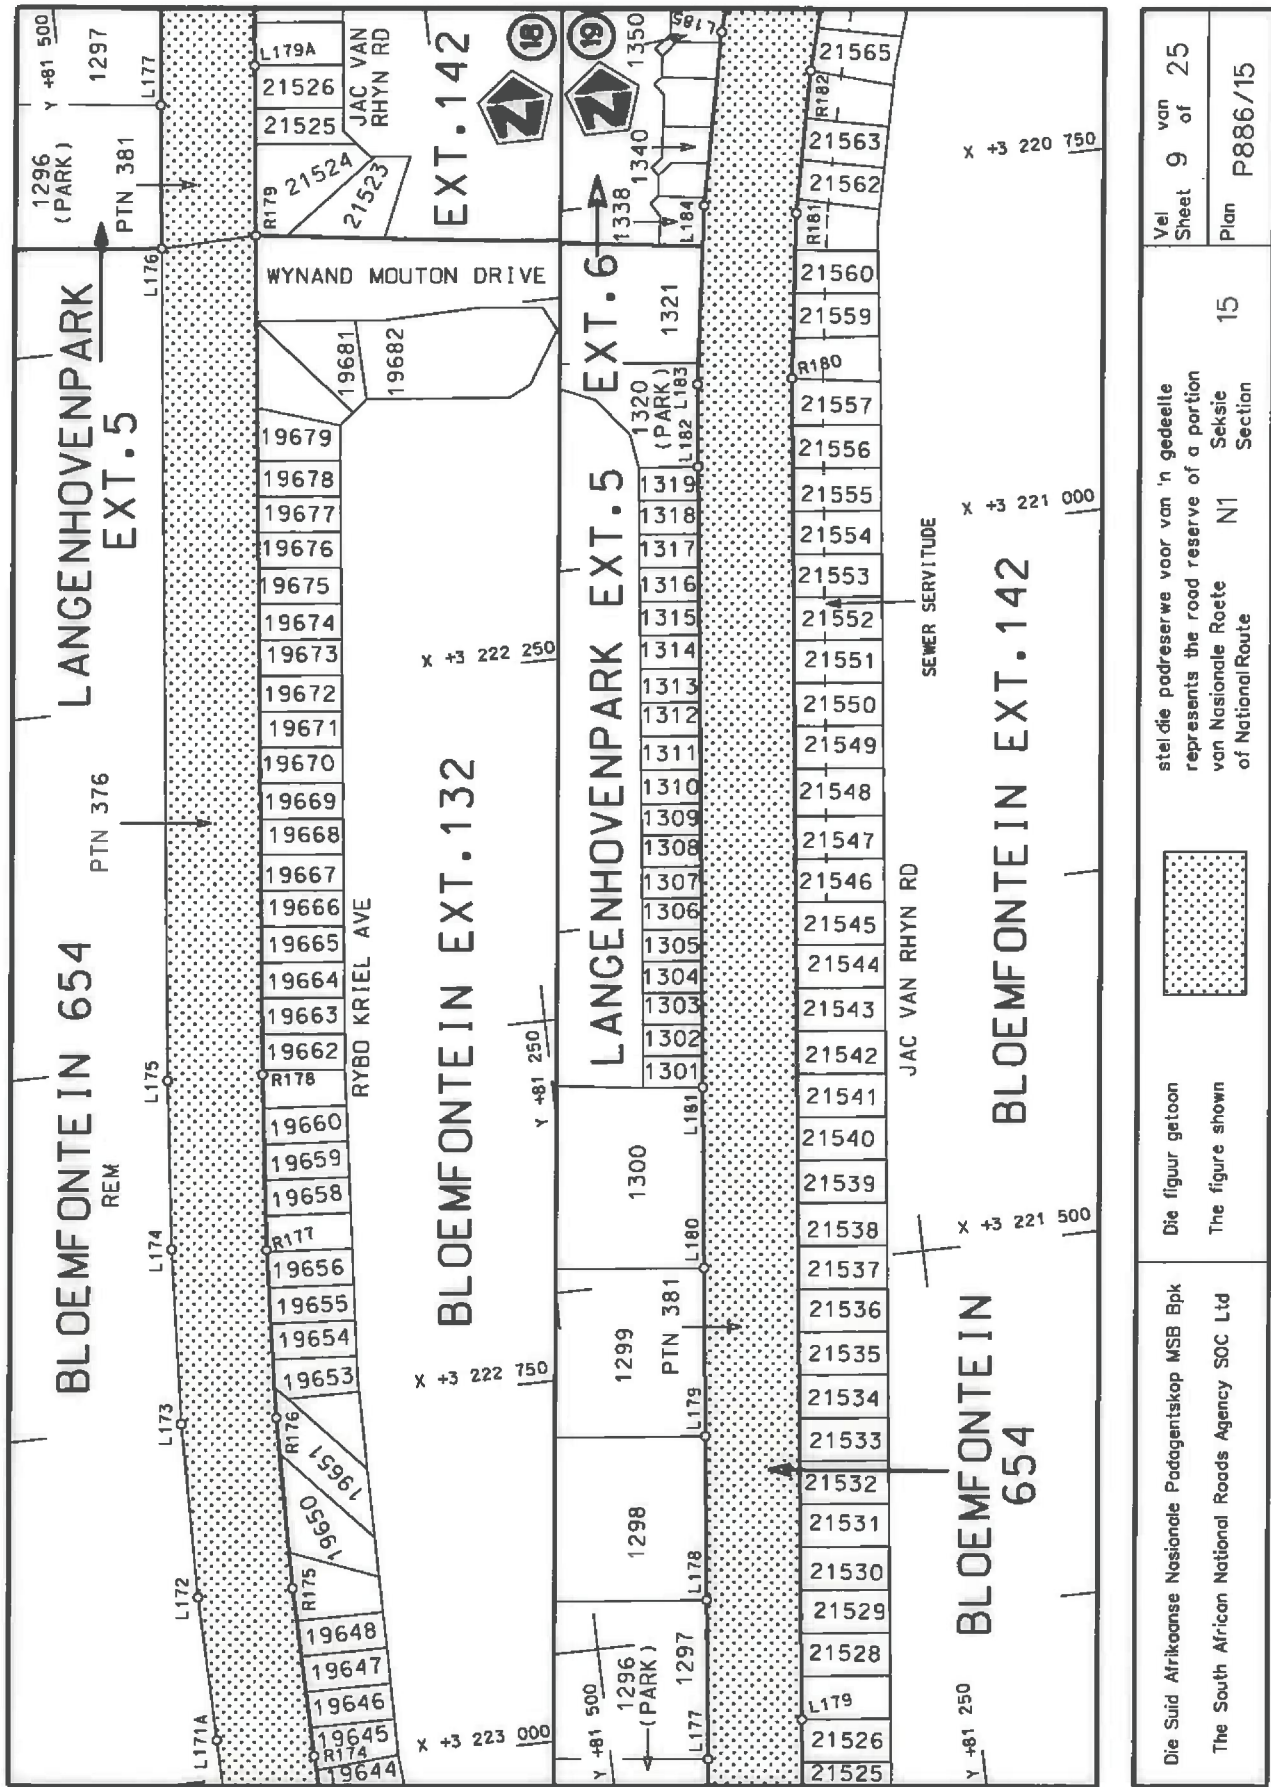 BLOEMFONTEIN 654
REM
PTN 376
LANGENHOVENPARK
EXT.5
1296
(PARK)
PTN 381
Y +81 500
1297
L171A
L172
L173
L174
L175
L176
L177
R174
R175
R176
R177
R178
R179
L179A
19644
19645
19646
19647
19648
19650
19651
19653
19654
19655
19656
19658
19659
19660
19662
19663
19664
19665
19666
19667
19668
19669
19670
19671
19672
19673
19674
19675
19676
19677
19678
19679
19681
19682
WYNAND MOUTON DRIVE
21523
21524
21525
21526
JAC VAN
RHYN RD
EXT.142
RYBO KRIEL AVE
BLOEMFONTEIN EXT.132
X +3 223 000
X +3 222 750
Y +81 250
X +3 222 250
18
19
Y +81 500
1296
(PARK)
1297
1298
1299
PTN 381
1300
LANGENHOVENPARK EXT.5
EXT.6
1301
1302
1303
1304
1305
1306
1307
1308
1309
1310
1311
1312
1313
1314
1315
1316
1317
1318
1319
1320
(PARK)
1321
1338
1340
1350
L177
L178
L179
L180
L181
L182
L183
L184
L185
L179
R180
R181
R182
21525
21526
21528
21529
21530
21531
21532
21533
21534
21535
21536
21537
21538
21539
21540
21541
21542
21543
21544
21545
21546
21547
21548
21549
21550
21551
21552
21553
21554
21555
21556
21557
21559
21560
21562
21563
21565
Y +81 250
BLOEMFONTEIN
654
X +3 221 500
JAC VAN RHYN RD
SEWER SERVITUDE
BLOEMFONTEIN EXT.142
X +3 221 000
X +3 220 750
Die Suid Afrikaanse Nasionale Padagentskap MSB Bpk
The South African National Roads Agency SOC Ltd
Die figuur getoon
The figure shown
stel die padreserwe voor van 'n gedeelte
represents the road reserve of a portion
van Nasionale Roete N1 Seksie 15
of National Route Section
Vel 9 van 25
Sheet of
Plan P886/15